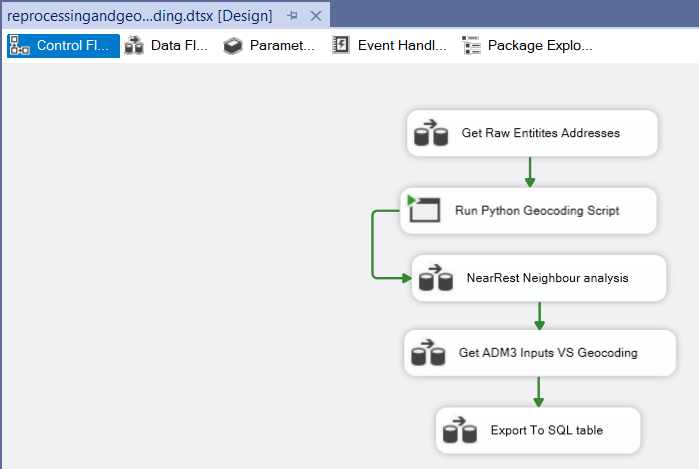 reprocessingandgeo...ding.dtsx [Design]
Control Fl... Data Fl... Paramet... Event Handl... Package Explo...
Get Raw Entitites Addresses
Run Python Geocoding Script
NearRest Neighbour analysis
Get ADM3 Inputs VS Geocoding
Export To SQL table